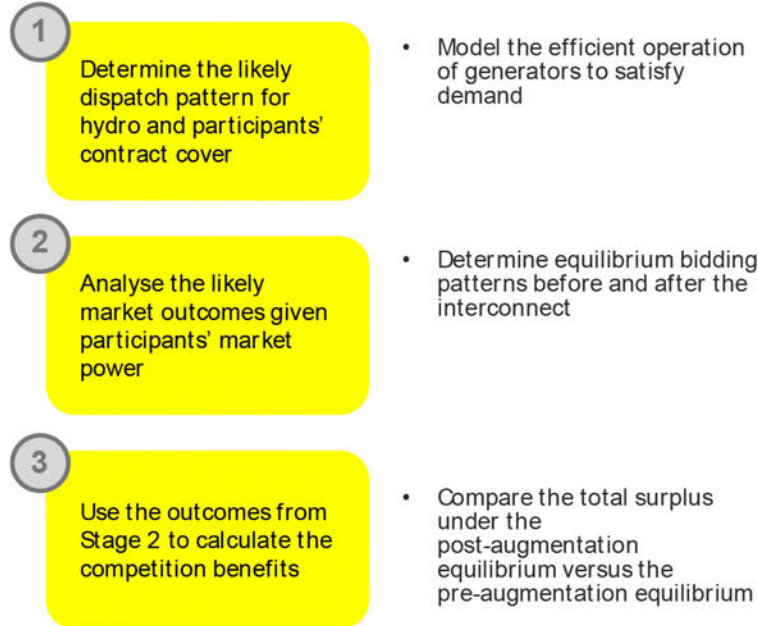 1
Determine the likely
dispatch pattern for
hydro and participants'
contract cover
• Model the efficient operation
of generators to satisfy
demand
2
Analyse the likely
market outcomes given
participants' market
power
• Determine equilibrium bidding
patterns before and after the
interconnect
3
Use the outcomes from
Stage 2 to calculate the
competition benefits
• Compare the total surplus
under the
post-augmentation
equilibrium versus the
pre-augmentation equilibrium